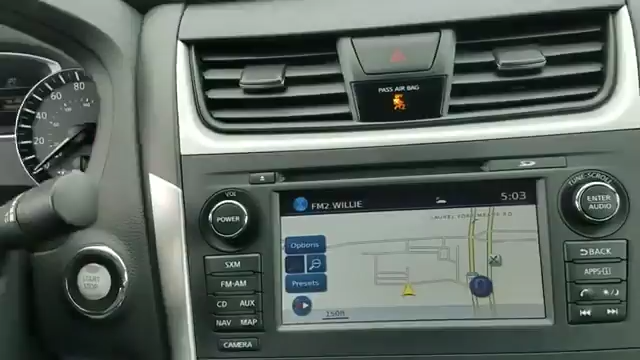 80
60
40
20
PASS AIR BAG
VOL
POWER
FM2 WILLIE
5:03
TUNE·SCROLL
ENTER
AUDIO
Options
Presets
150ft
START
STOP
SXM
FM·AM
CD AUX
NAV MAP
CAMERA
BACK
APPS